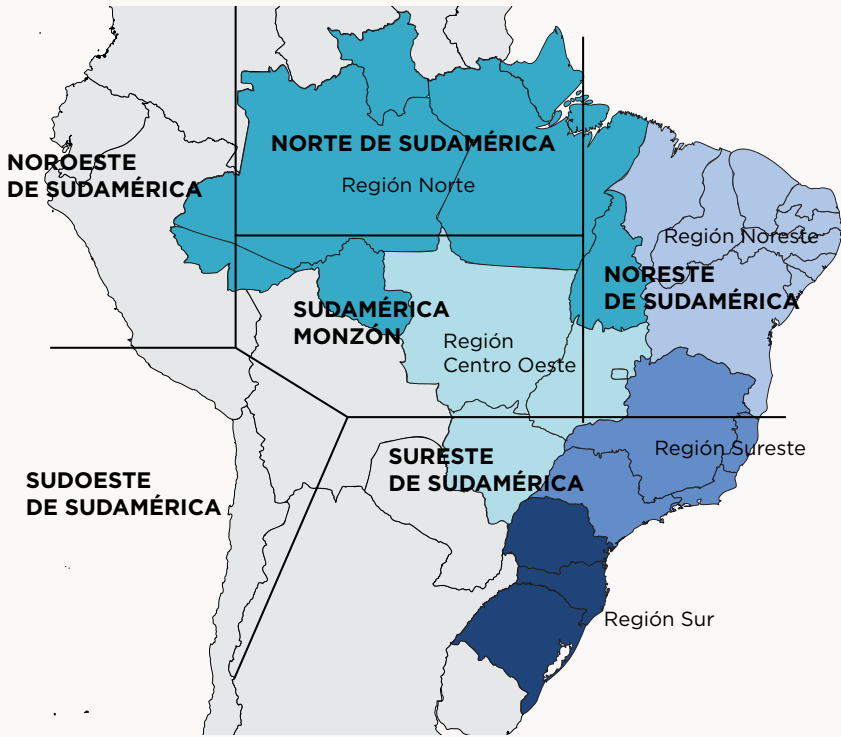 NORTE DE SUDAMÉRICA
NOROESTE
DE SUDAMÉRICA
Región Norte
Región Noreste
NORESTE
DE SUDAMÉRICA
SUDAMÉRICA
MONZÓN
Región
Centro Oeste
Región Sureste
SURESTE
DE SUDAMÉRICA
SUDOESTE
DE SUDAMÉRICA
Región Sur